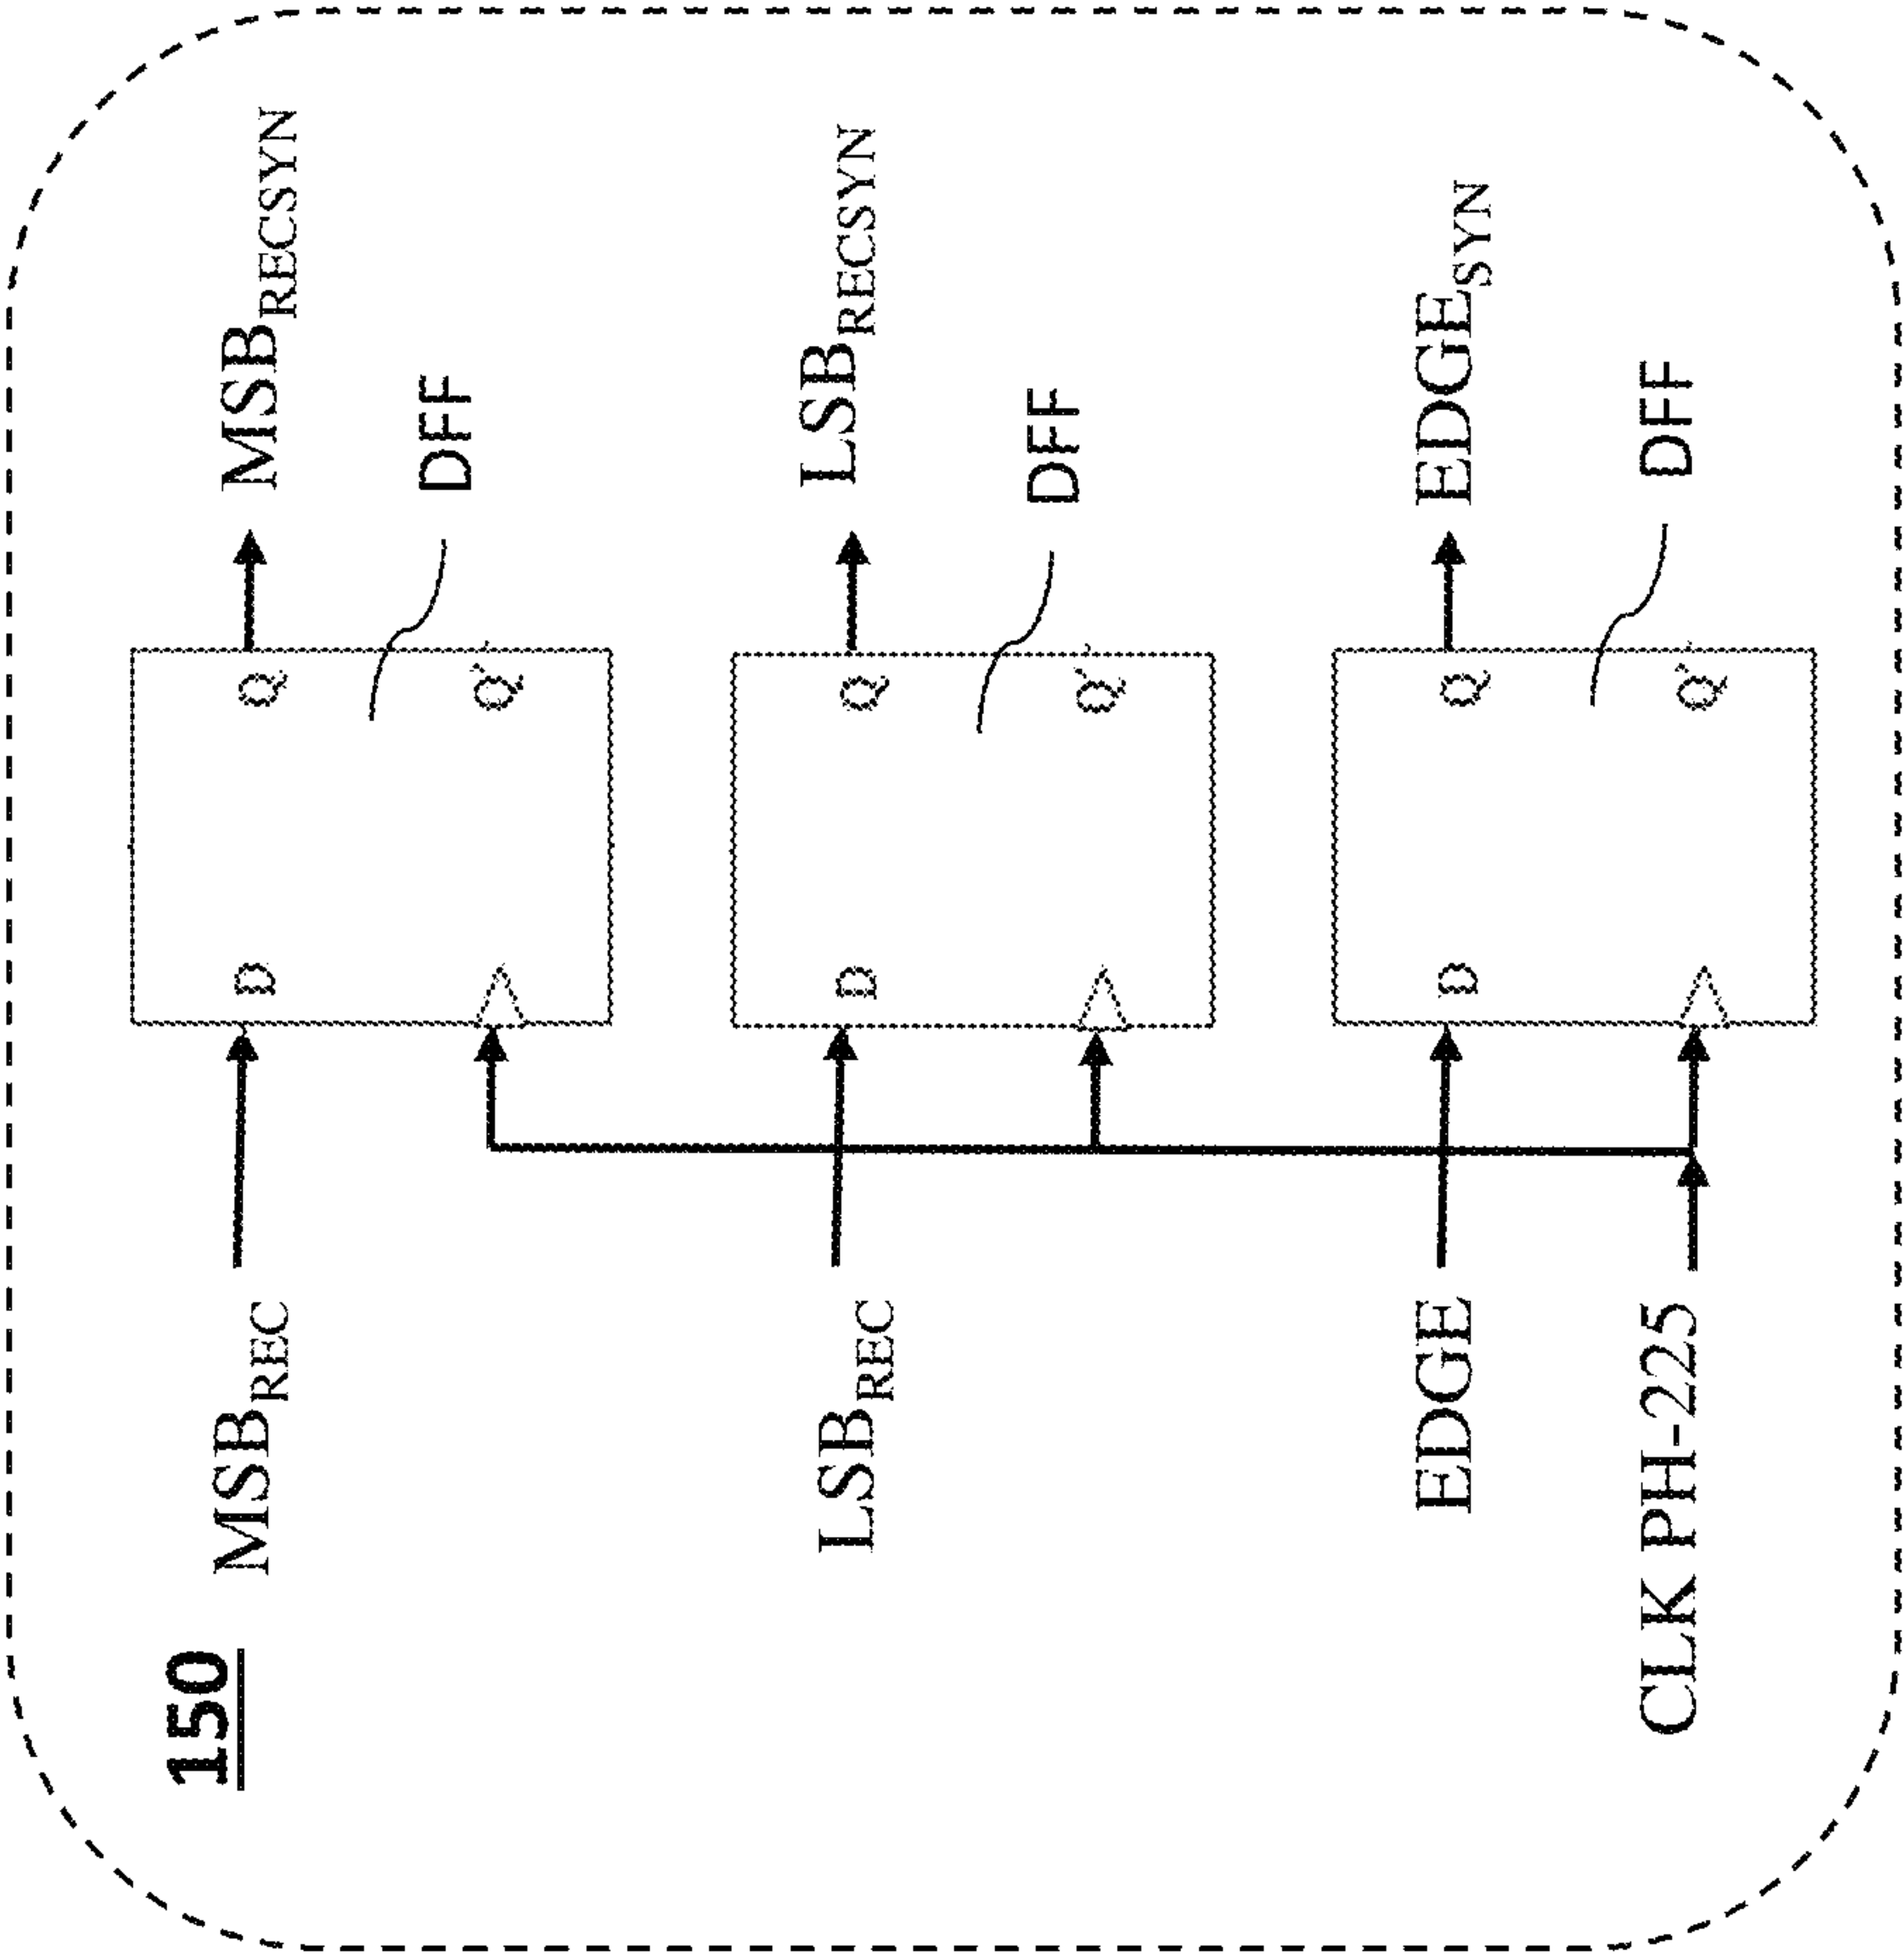 150
MSB_REC
D
Q
Q'
MSB_RECSYN
DFF
LSB_REC
D
Q
Q'
LSB_RECSYN
DFF
EDGE
D
Q
Q'
EDGE_SYN
DFF
CLK PH-225